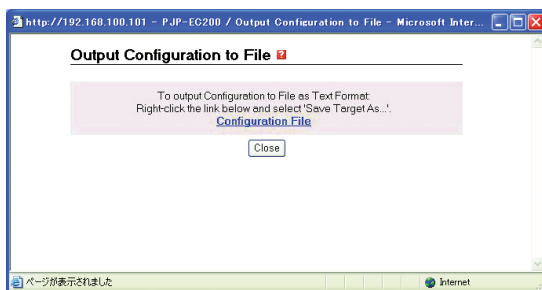 http://192.168.100.101 - PJP-EC200 / Output Configuration to File - Microsoft Inter...
Output Configuration to File ?
To output Configuration to File as Text Format:
Right-click the link below and select 'Save Target As...'.
Configuration File
Close
ページが表示されました
Internet